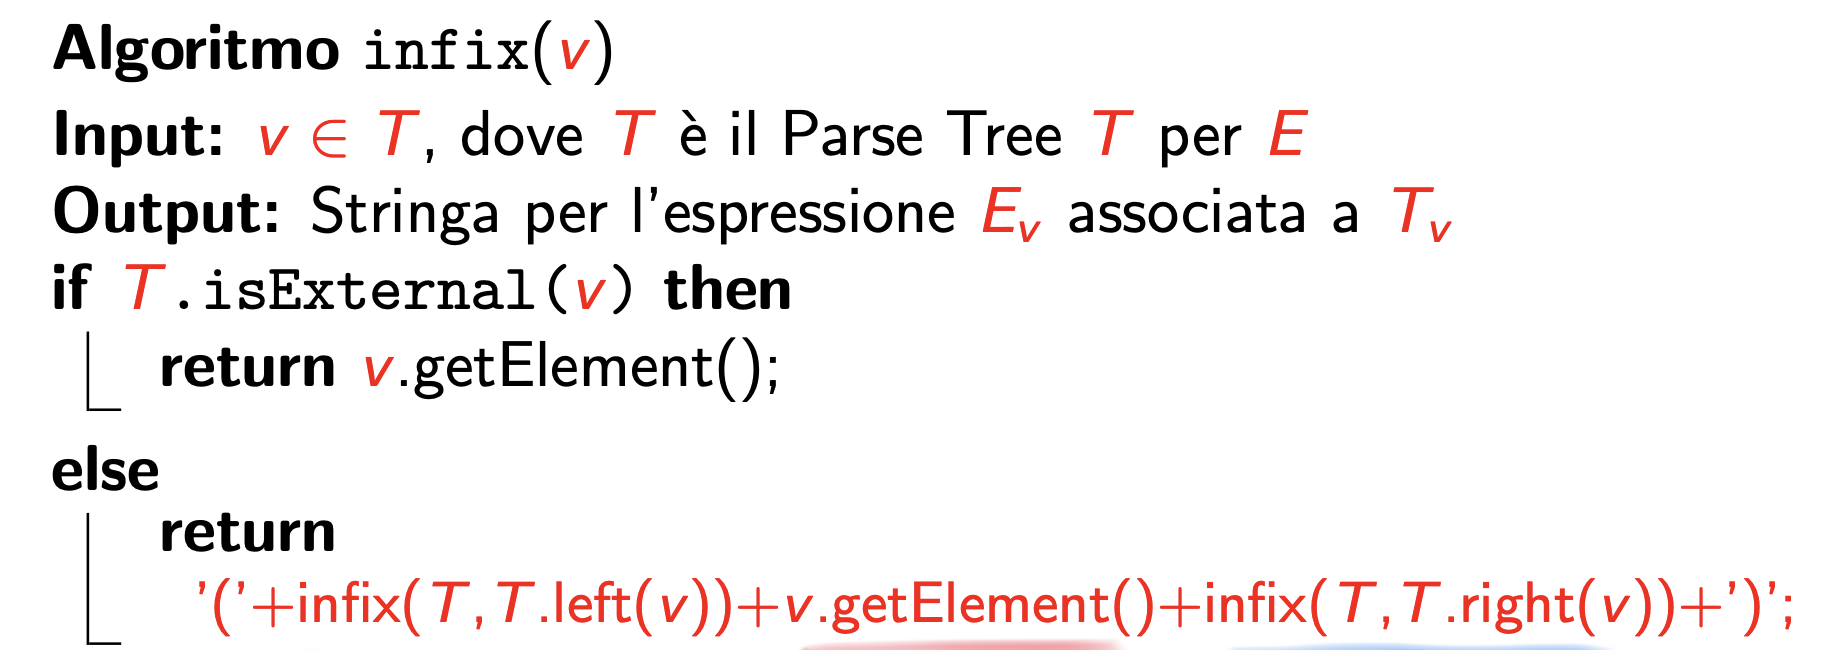 Algoritmo infix(v)
Input: v ∈ T, dove T è il Parse Tree T per E
Output: Stringa per l'espressione E_v associata a T_v
if T.isExternal(v) then
return v.getElement();
else
return
'('+infix(T,T.left(v))+v.getElement()+infix(T,T.right(v))+')';